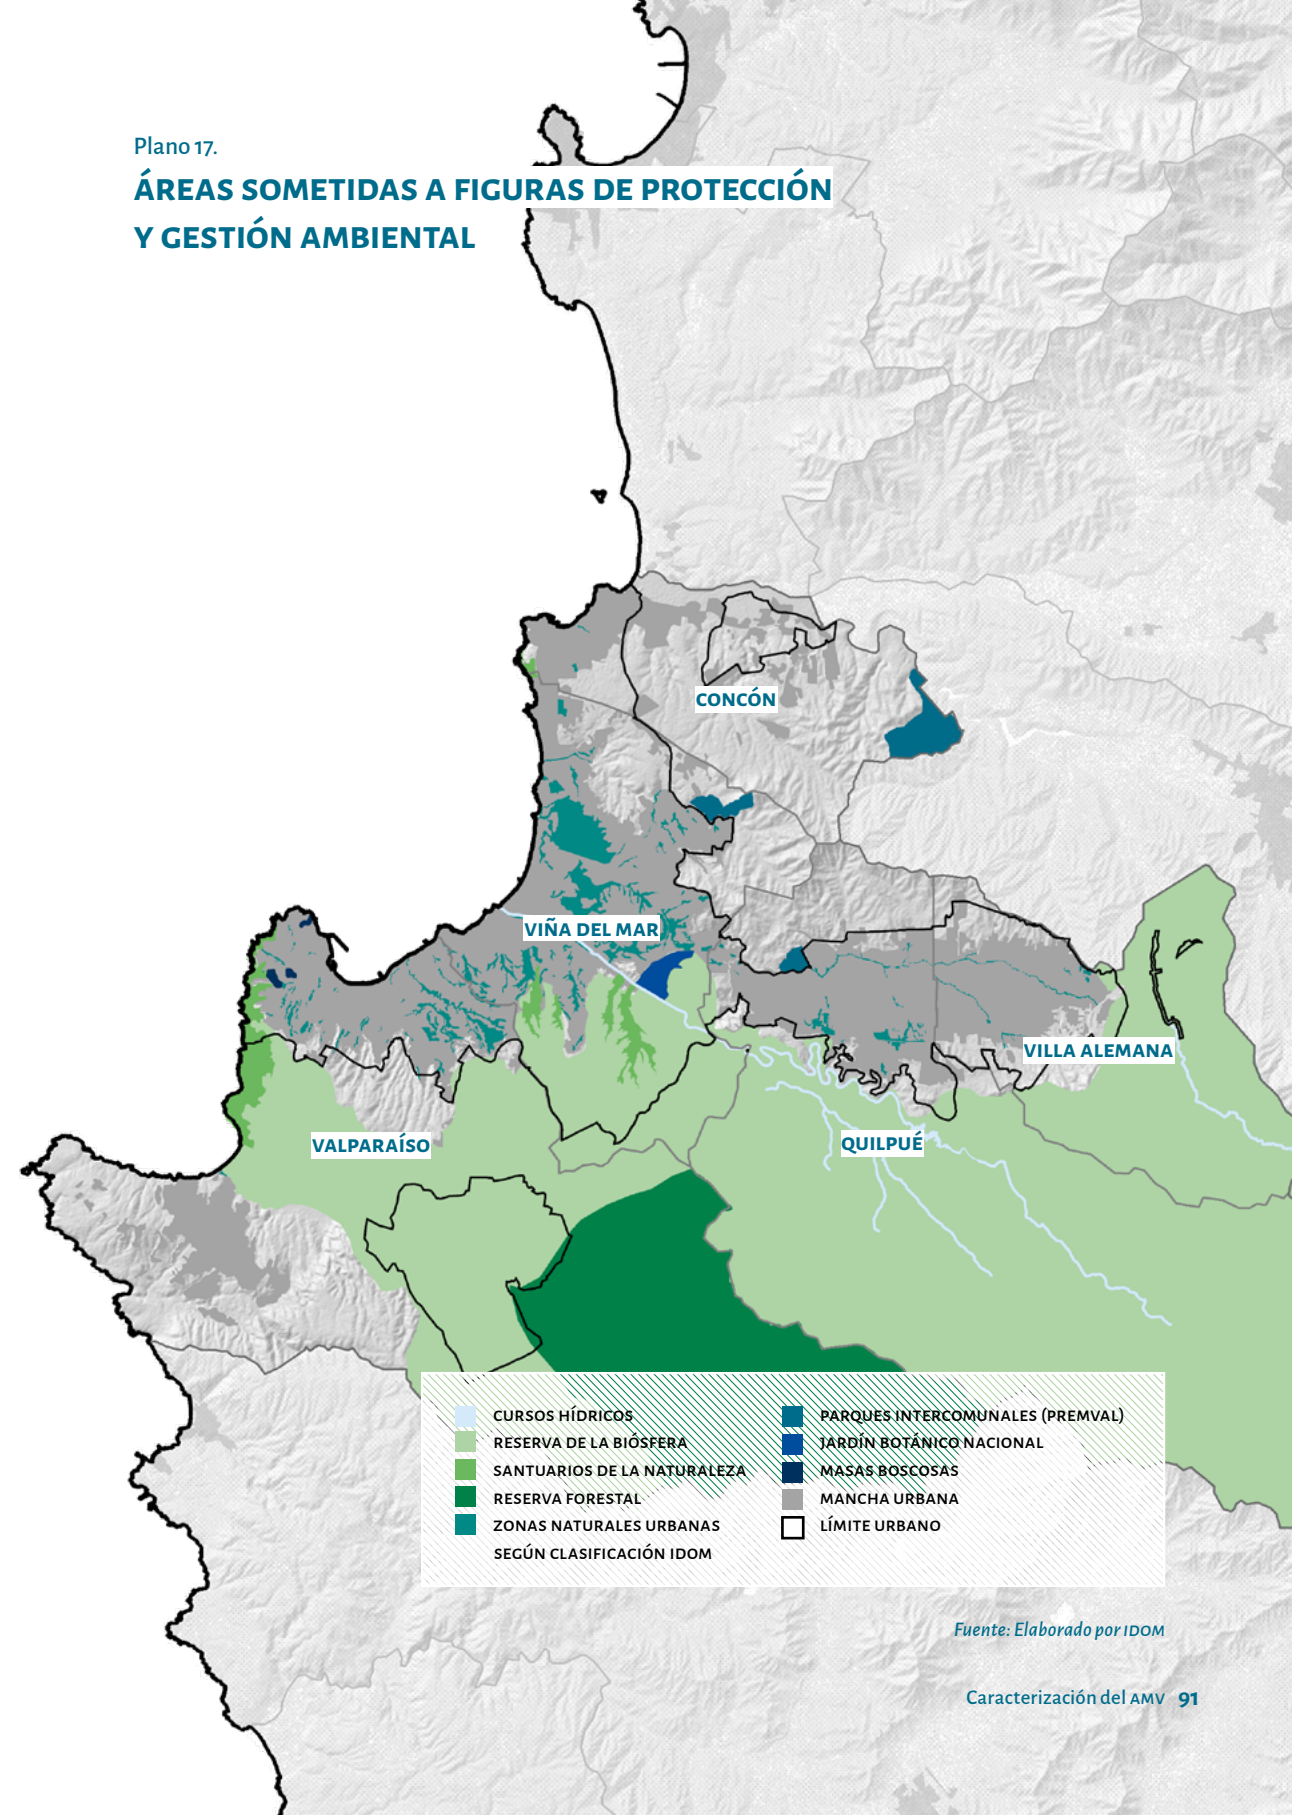 Plano 17.
ÁREAS SOMETIDAS A FIGURAS DE PROTECCIÓN
Y GESTIÓN AMBIENTAL
CONCÓN
VIÑA DEL MAR
VILLA ALEMANA
VALPARAÍSO
QUILPUÉ
CURSOS HÍDRICOS
RESERVA DE LA BIÓSFERA
SANTUARIOS DE LA NATURALEZA
RESERVA FORESTAL
ZONAS NATURALES URBANAS
SEGÚN CLASIFICACIÓN IDOM
PARQUES INTERCOMUNALES (PREMVAL)
JARDÍN BOTÁNICO NACIONAL
MASAS BOSCOSAS
MANCHA URBANA
LÍMITE URBANO
Fuente: Elaborado por IDOM
Caracterización del AMV 91